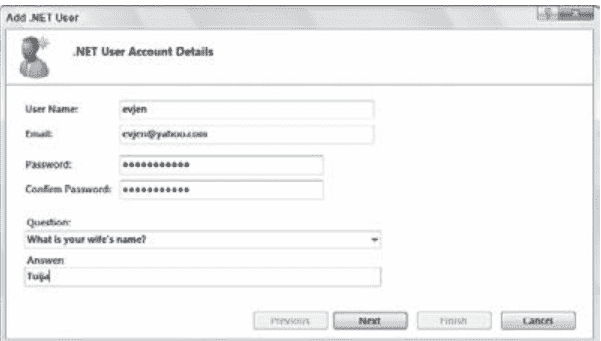 Add .NET User
.NET User Account Details
User Name: evjen
Email: evjen@yahoo.com
Password: •••••••••••
Confirm Password: •••••••••••
Question:
What is your wife's name?
Answer:
Tuija
Previous Next Finish Cancel